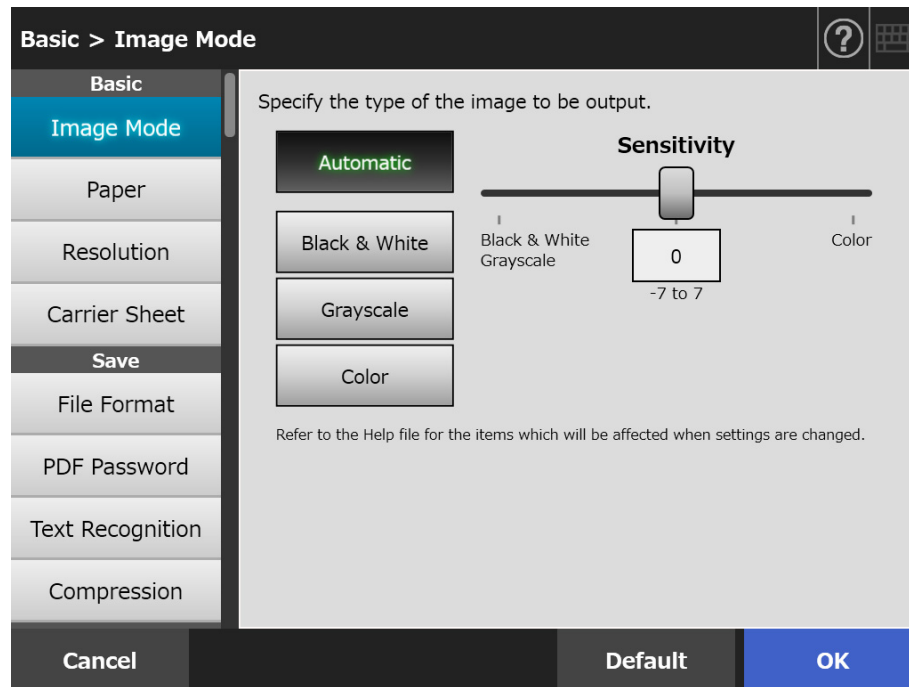 Basic > Image Mode
?
Basic
Image Mode
Paper
Resolution
Carrier Sheet
Save
File Format
PDF Password
Text Recognition
Compression
Specify the type of the image to be output.
Automatic
Black & White
Grayscale
Color
Sensitivity
Black & White
Grayscale
0
-7 to 7
Color
Refer to the Help file for the items which will be affected when settings are changed.
Cancel
Default
OK